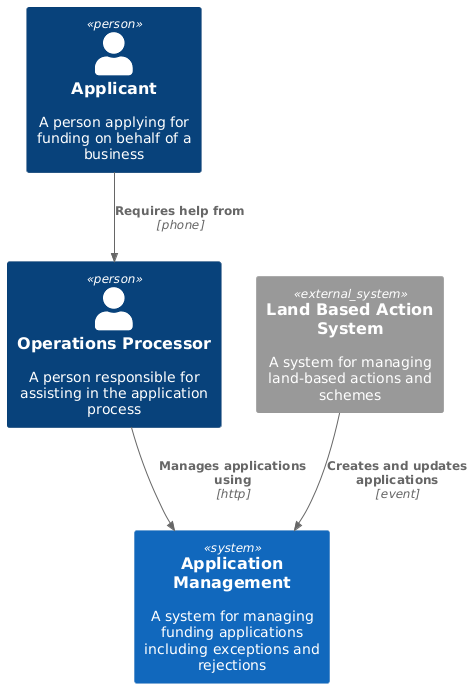 «person»
Applicant
A person applying for
funding on behalf of a
business
Requires help from
[phone]
«person»
Operations Processor
A person responsible for
assisting in the application
process
«external_system»
Land Based Action
System
A system for managing
land-based actions and
schemes
Manages applications
using
[http]
Creates and updates
applications
[event]
«system»
Application
Management
A system for managing
funding applications
including exceptions and
rejections